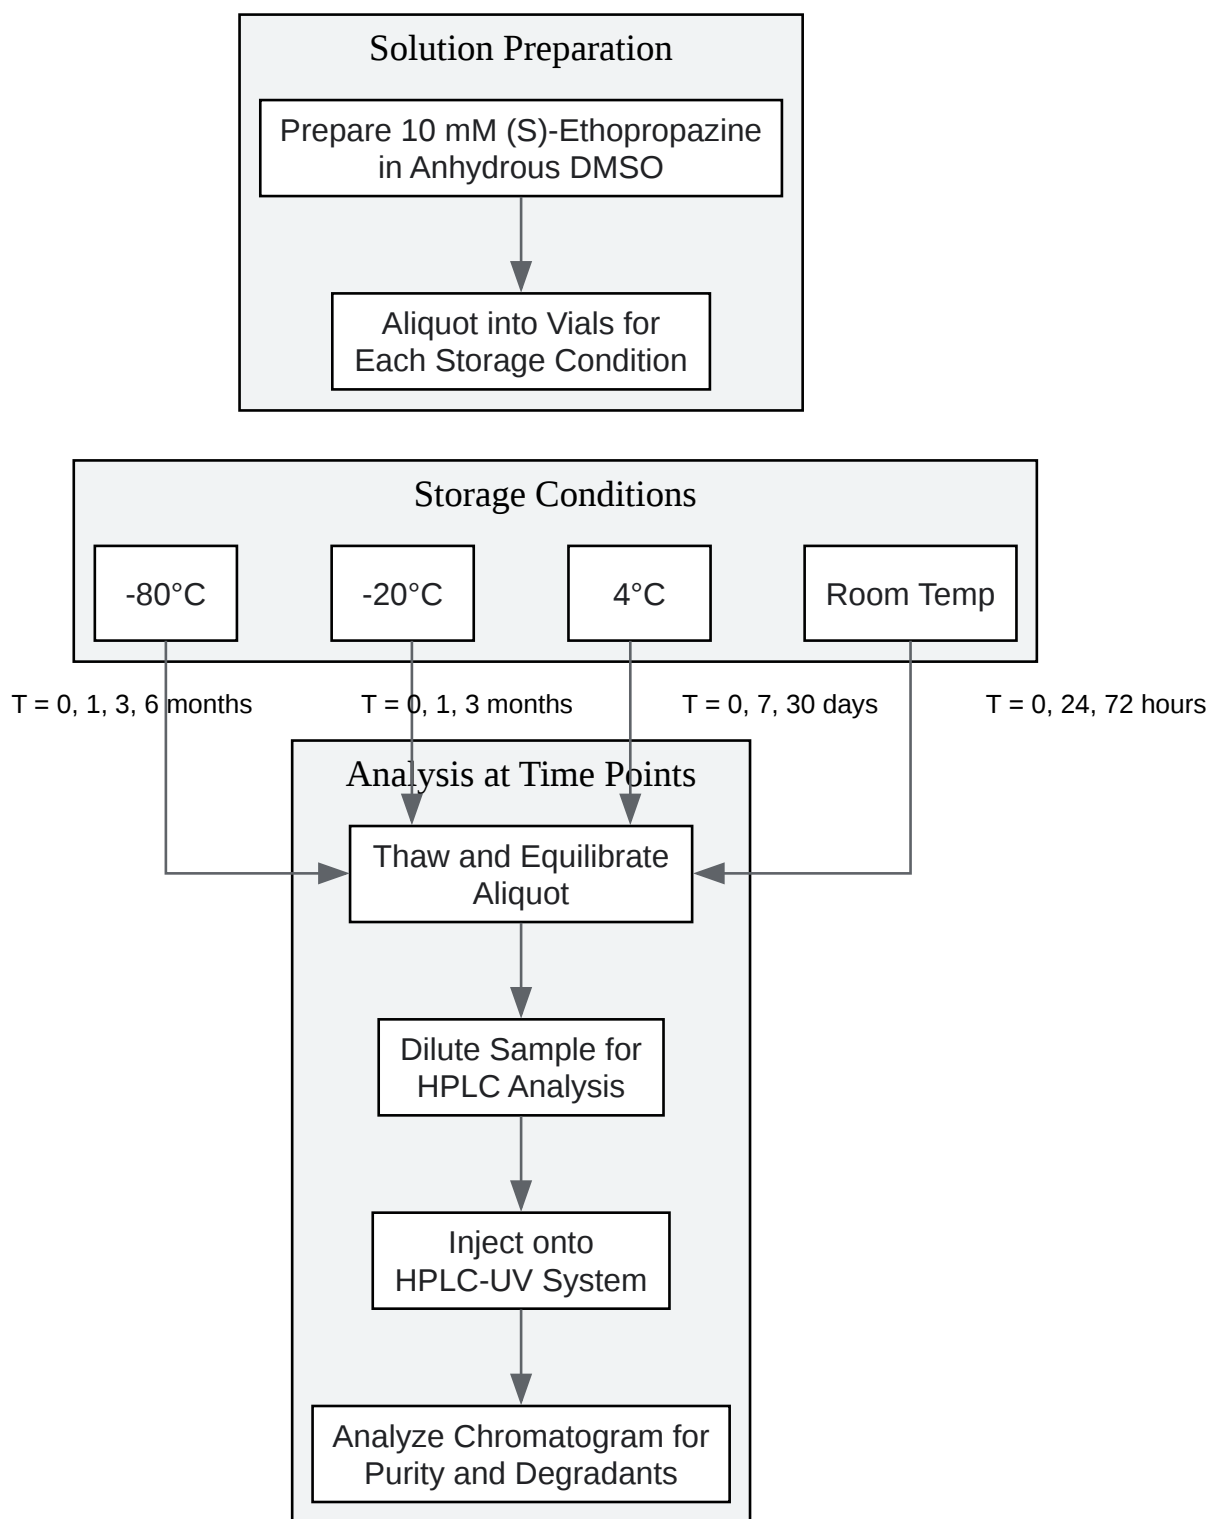 Solution Preparation
Prepare 10 mM (S)-Ethopropazine
in Anhydrous DMSO
Aliquot into Vials for
Each Storage Condition
Storage Conditions
-80°C
-20°C
4°C
Room Temp
T = 0, 1, 3, 6 months
T = 0, 1, 3 months
T = 0, 7, 30 days
T = 0, 24, 72 hours
Analysis at Time Points
Thaw and Equilibrate
Aliquot
Dilute Sample for
HPLC Analysis
Inject onto
HPLC-UV System
Analyze Chromatogram for
Purity and Degradants